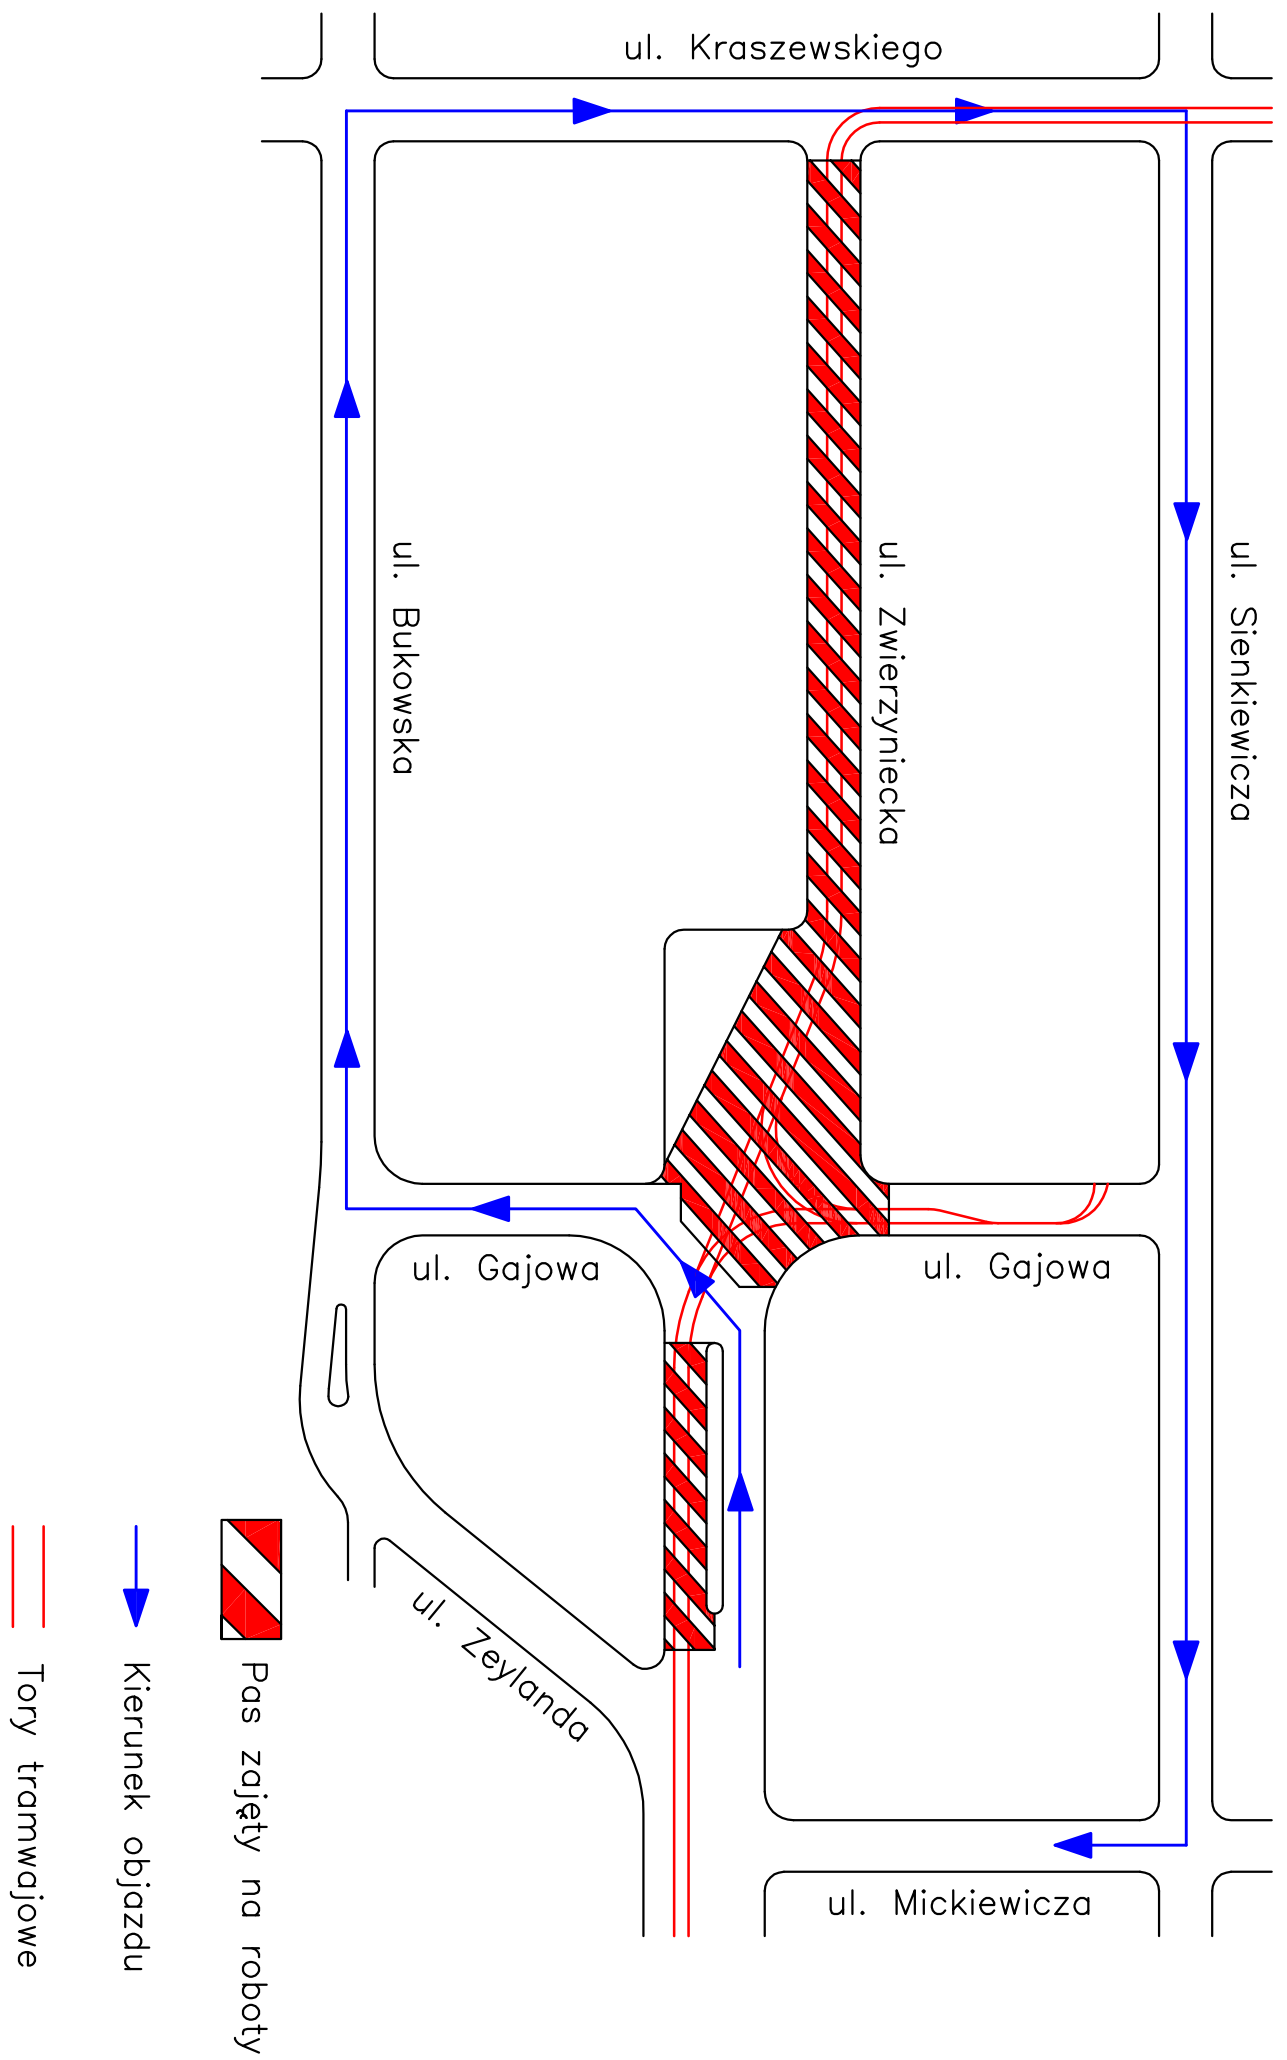 ul. Kraszewskiego
ul. Bukowska
ul. Zwierzyniecka
ul. Sienkiewicza
ul. Gajowa
ul. Gajowa
ul. Zeylanda
ul. Mickiewicza
Pas zajęty na roboty
Kierunek objazdu
Tory tramwajowe